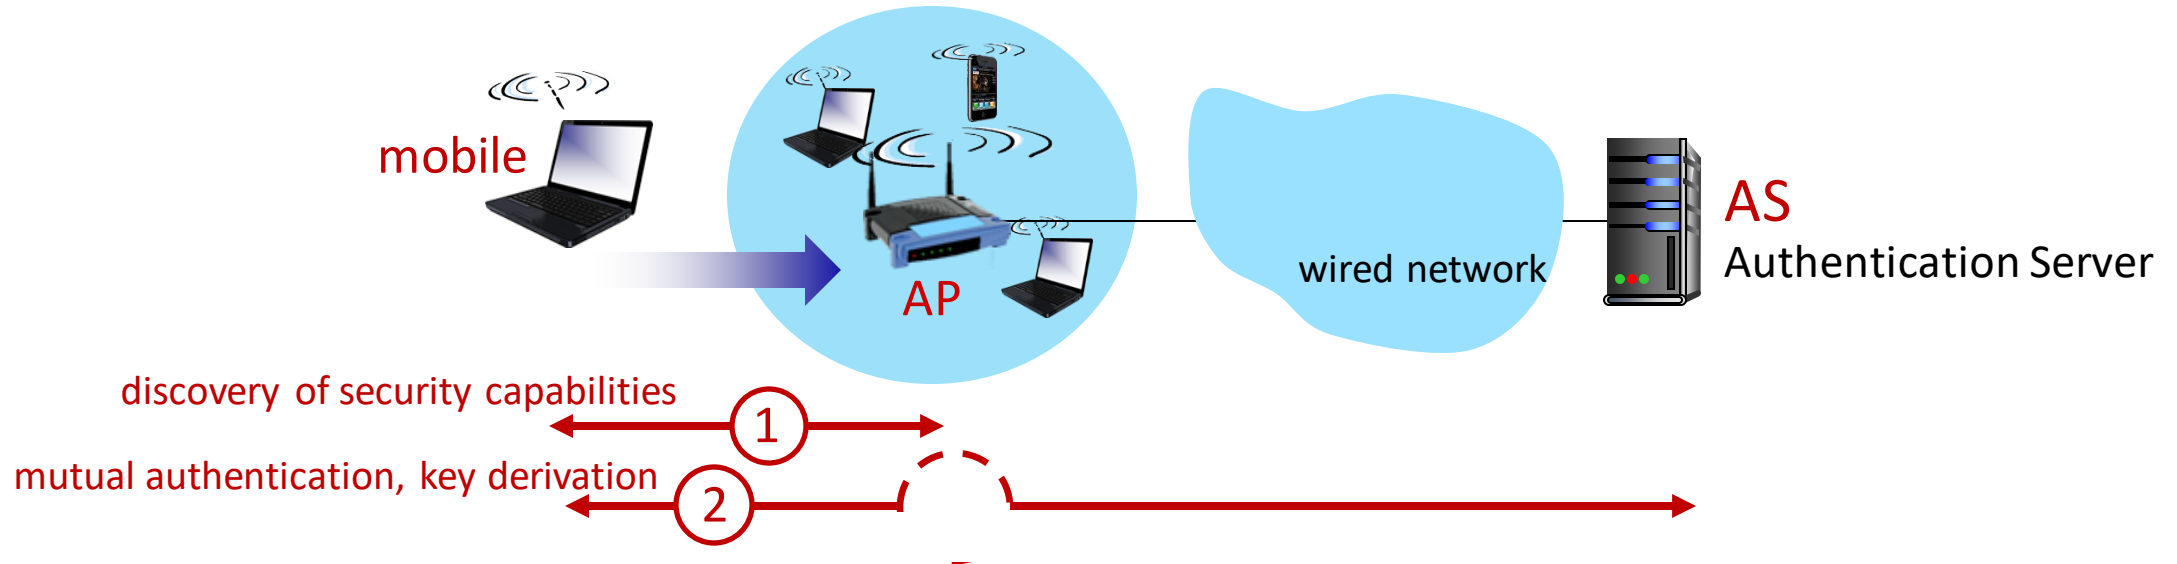 mobile
AP
wired network
AS
Authentication Server
discovery of security capabilities
1
mutual authentication, key derivation
2